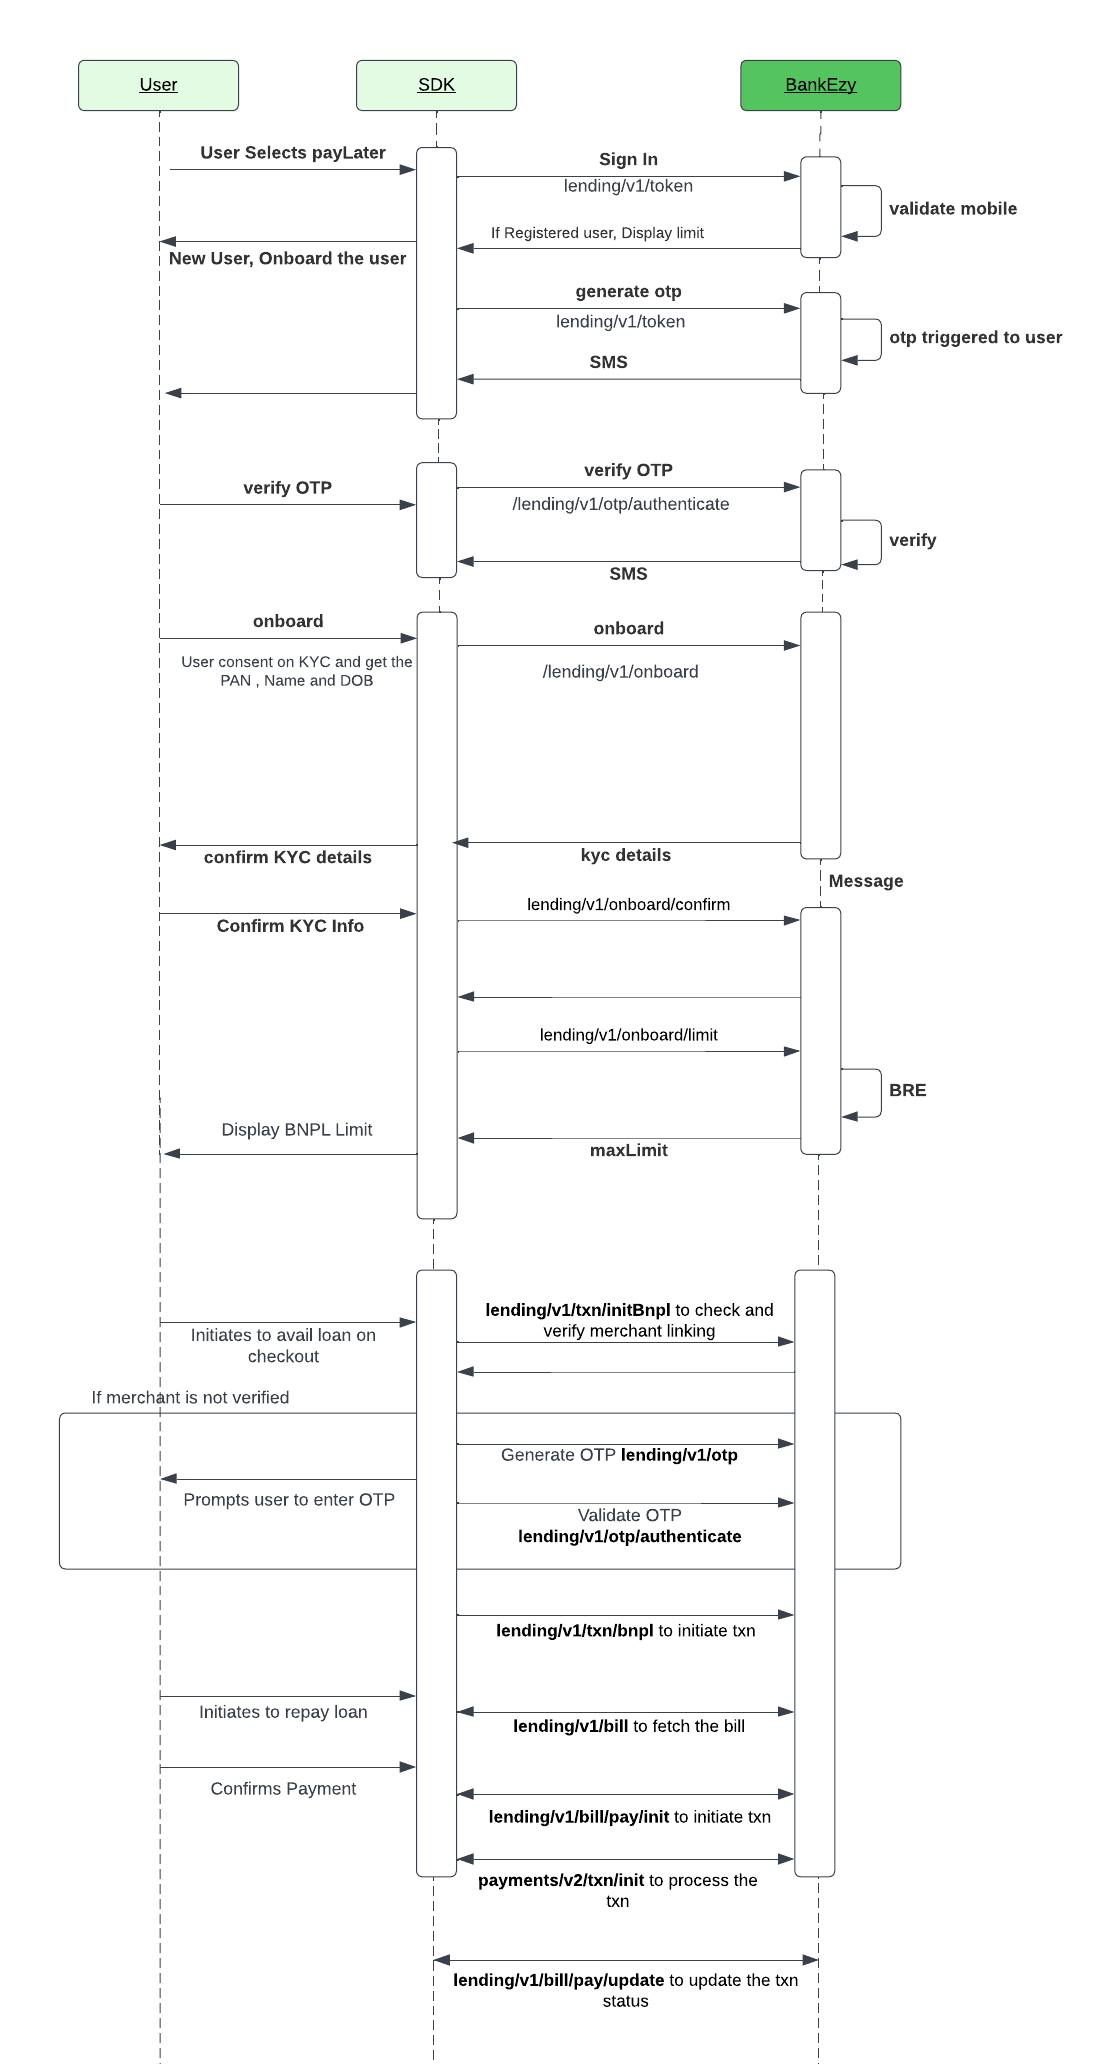 User
SDK
BankEzy
User Selects payLater
Sign In
lending/v1/token
validate mobile
If Registered user, Display limit
New User, Onboard the user
generate otp
lending/v1/token
otp triggered to user
SMS
verify OTP
verify OTP
/lending/v1/otp/authenticate
verify
SMS
onboard
onboard
User consent on KYC and get the
PAN , Name and DOB
/lending/v1/onboard
confirm KYC details
kyc details
Message
lending/v1/onboard/confirm
Confirm KYC Info
lending/v1/onboard/limit
BRE
Display BNPL Limit
maxLimit
lending/v1/txn/initBnpl to check and
verify merchant linking
Initiates to avail loan on
checkout
If merchant is not verified
Generate OTP lending/v1/otp
Prompts user to enter OTP
Validate OTP
lending/v1/otp/authenticate
lending/v1/txn/bnpl to initiate txn
Initiates to repay loan
lending/v1/bill to fetch the bill
Confirms Payment
lending/v1/bill/pay/init to initiate txn
payments/v2/txn/init to process the
txn
lending/v1/bill/pay/update to update the txn
status